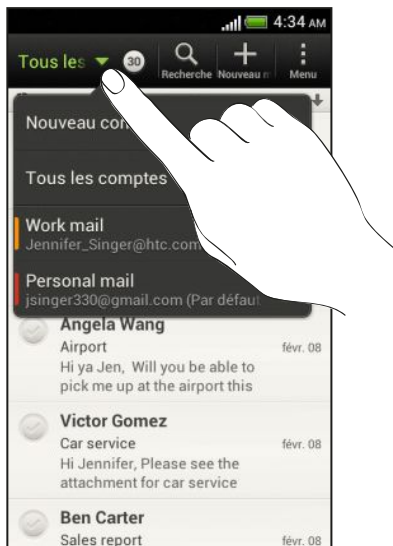 4:34 AM
Tous les
30
Recherche
Nouveau
Menu
Nouveau
Tous les comptes
Work mail
Jennifer_Singer@htc.com
Personal mail
jsinger330@gmail.com (Par défaut
Angela Wang
Airport févr. 08
Hi ya Jen, Will you be able to
pick me up at the airport this
Victor Gomez
Car service févr. 08
Hi Jennifer, Please see the
attachment for car service
Ben Carter
Sales report févr. 08